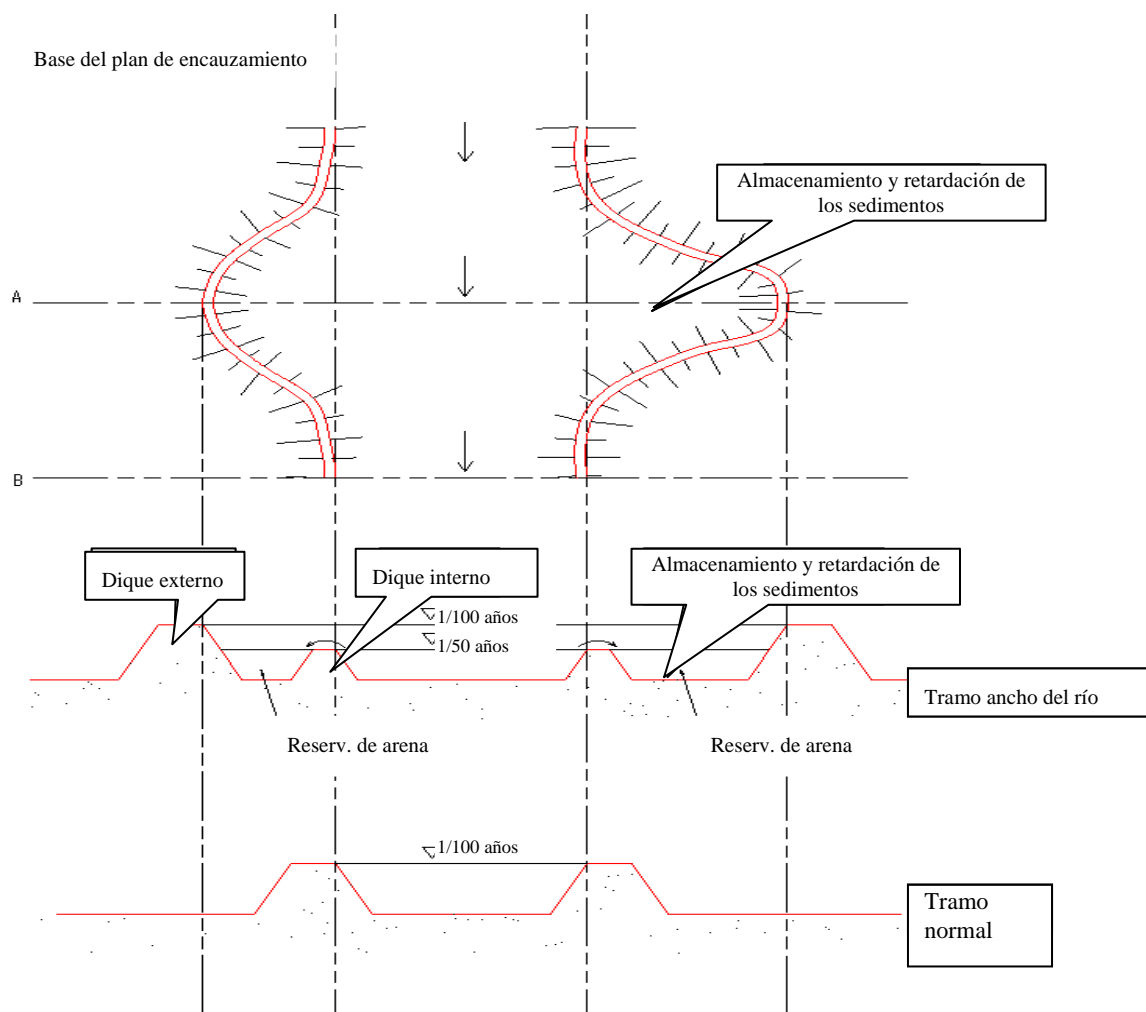 Base del plan de encauzamiento
Almacenamiento y retardación de
los sedimentos
A
B
Dique externo
Dique interno
Almacenamiento y retardación de
los sedimentos
1/100 años
1/50 años
Tramo ancho del río
Reserv. de arena
Reserv. de arena
1/100 años
Tramo
normal